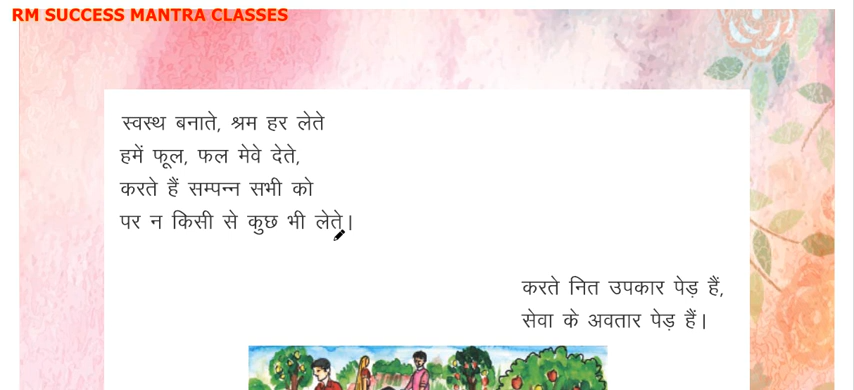 RM SUCCESS MANTRA CLASSES
स्वस्थ बनाते, श्रम हर लेते
हमें फूल, फल मेवे देते,
करते हैं सम्पन्न सभी को
पर न किसी से कुछ भी लेते।
करते नित उपकार पेड़ हैं,
सेवा के अवतार पेड़ हैं।